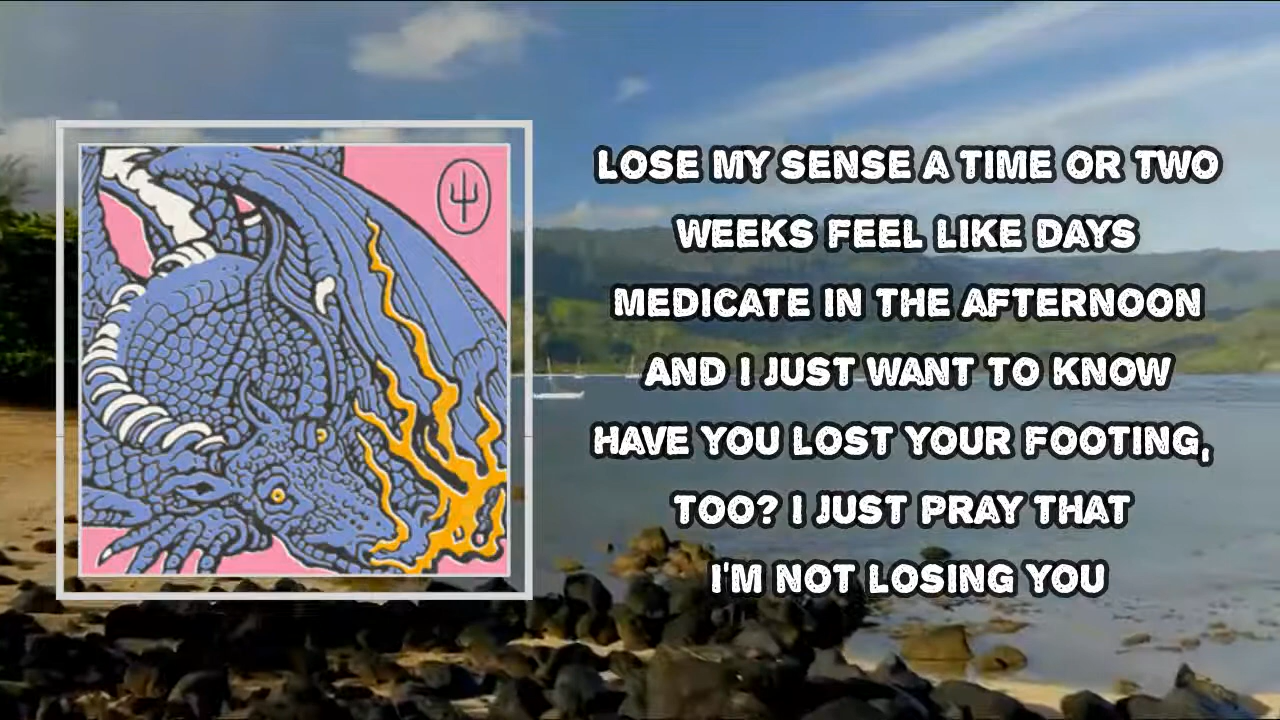 LOSE MY SENSE A TIME OR TWO
WEEKS FEEL LIKE DAYS
MEDICATE IN THE AFTERNOON
AND I JUST WANT TO KNOW
HAVE YOU LOST YOUR FOOTING,
TOO? I JUST PRAY THAT
I'M NOT LOSING YOU